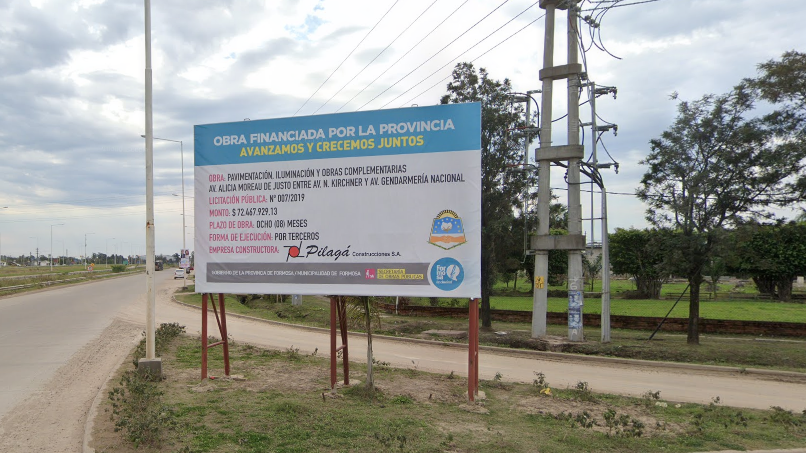 OBRA FINANCIADA POR LA PROVINCIA
AVANZAMOS Y CRECEMOS JUNTOS
OBRA: PAVIMENTACIÓN, ILUMINACIÓN Y OBRAS COMPLEMENTARIAS
AV. ALICIA MOREAU DE JUSTO ENTRE AV. N. KIRCHNER Y AV. GENDARMERÍA NACIONAL
LICITACIÓN PÚBLICA: N° 007/2019
MONTO: $ 72.467.929,13
PLAZO DE OBRA: OCHO (08) MESES
FORMA DE EJECUCIÓN: POR TERCEROS
EMPRESA CONSTRUCTORA: Pilagá Construcciones S.A.
GOBIERNO DE LA PROVINCIA DE FORMOSA/MUNICIPALIDAD DE FORMOSA